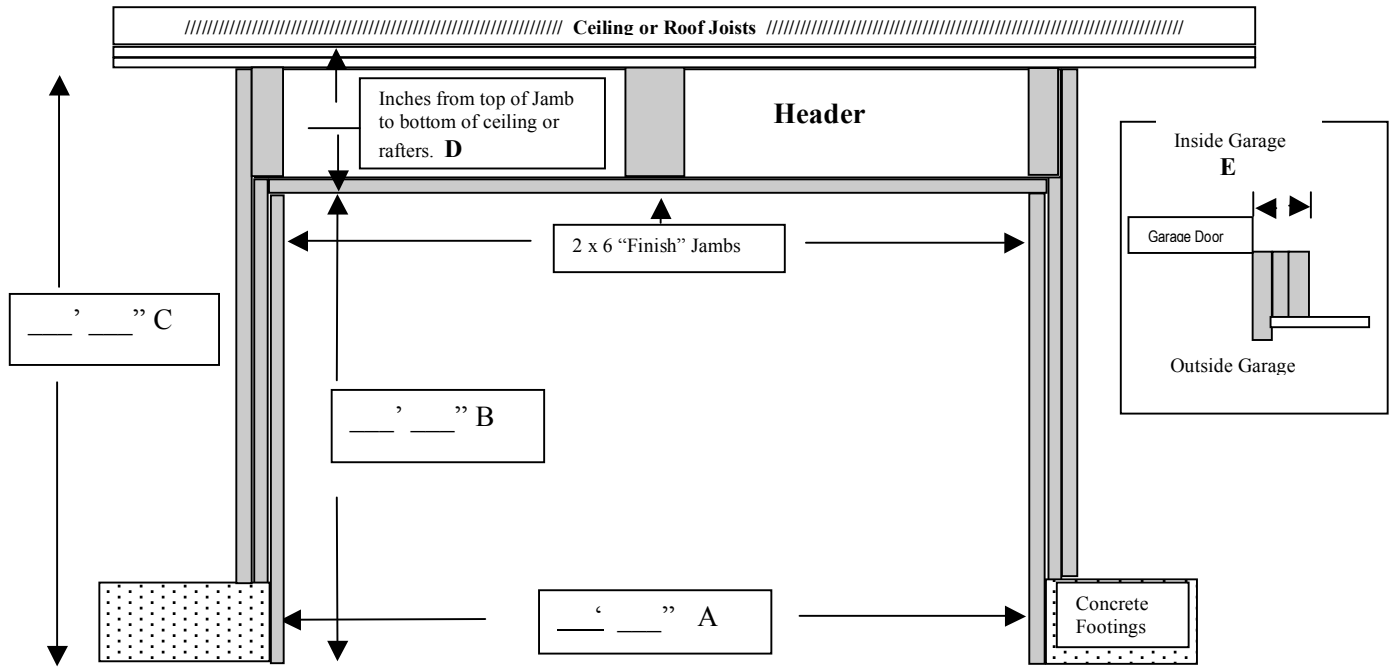 ////////////////////////////////////////////////////////////////// Ceiling or Roof Joists /////////////////////////////////////////////////////////////////////////
Inches from top of Jamb
to bottom of ceiling or
rafters. D
Header
Inside Garage
E
Garage Door
Outside Garage
2 x 6 “Finish” Jambs
___’ ___” C
___’ ___” B
___‘ ___” A
Concrete
Footings